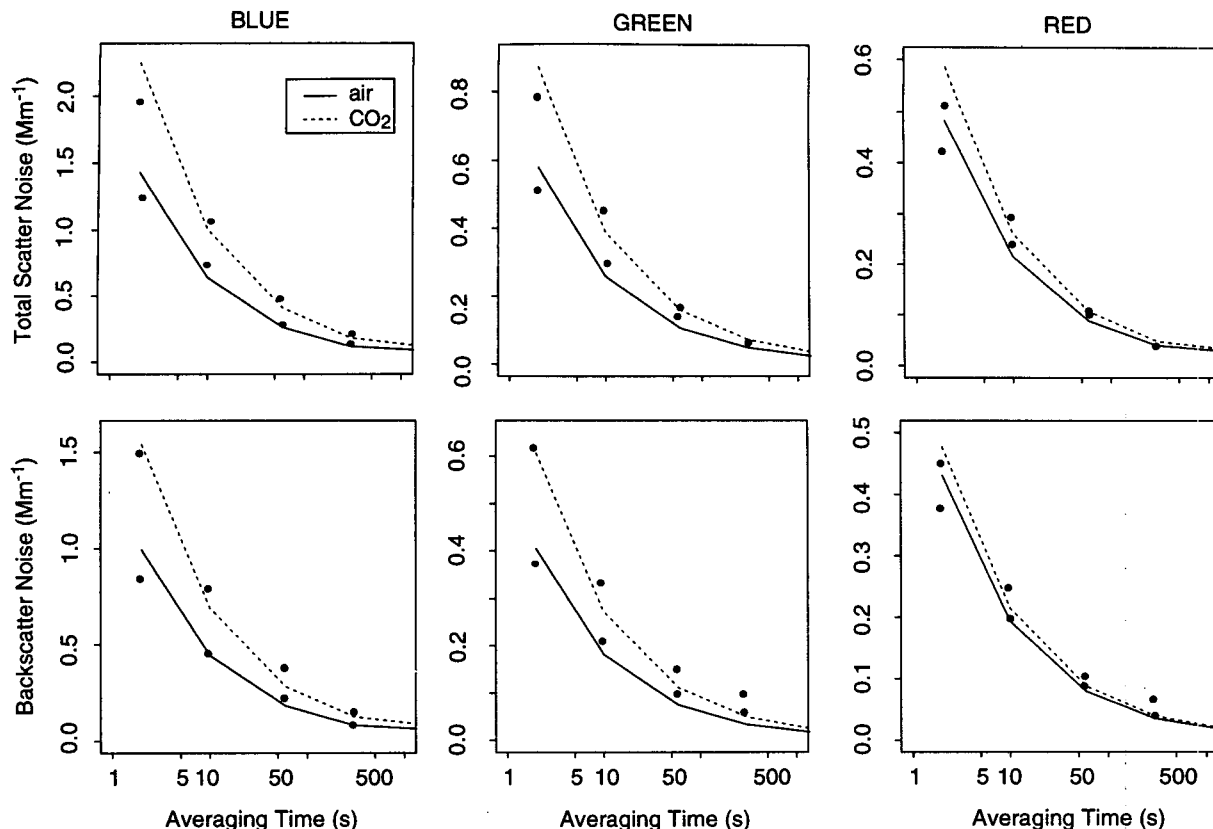 BLUE
GREEN
RED
Total Scatter Noise (Mm⁻¹)
0.0 0.5 1.0 1.5 2.0
air
CO₂
0.0 0.2 0.4 0.6 0.8
0.0 0.2 0.4 0.6
Backscatter Noise (Mm⁻¹)
0.0 0.5 1.0 1.5
0.0 0.2 0.4 0.6
0.0 0.1 0.2 0.3 0.4 0.5
1 5 10 50 500
1 5 10 50 500
1 5 10 50 500
Averaging Time (s)
Averaging Time (s)
Averaging Time (s)